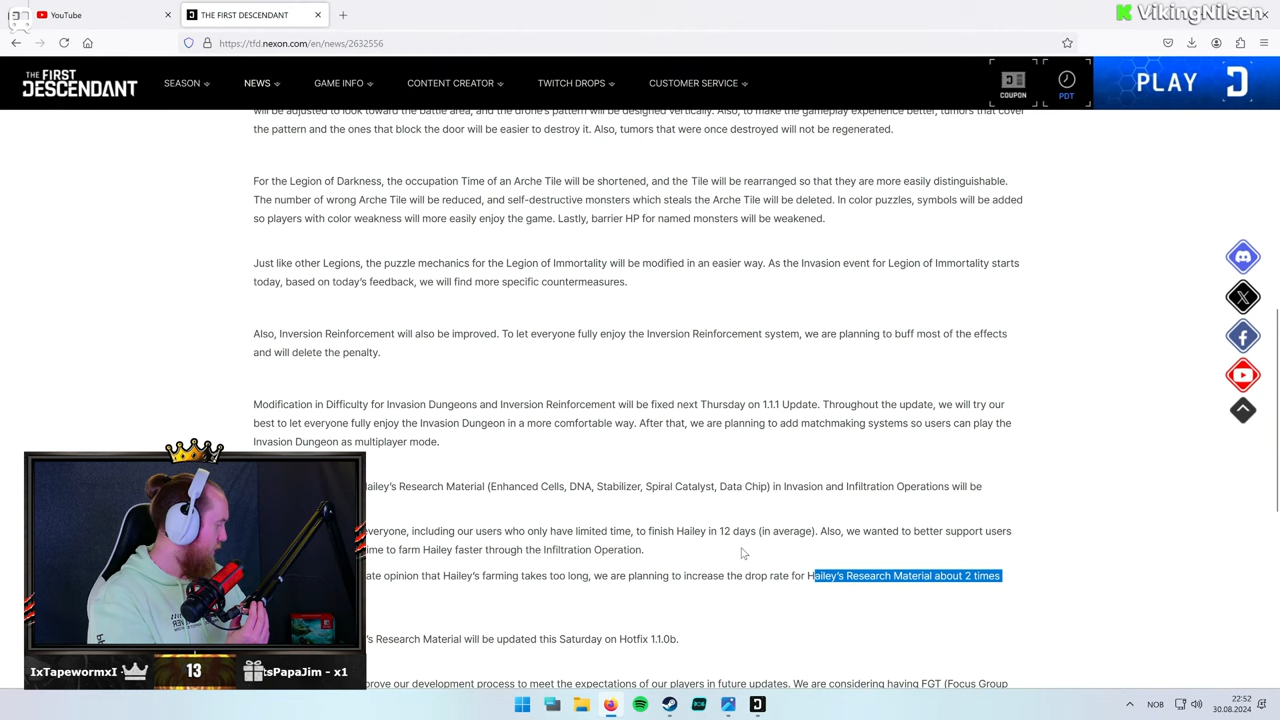 YouTube
THE FIRST DESCENDANT
VikingNilsen
https://tfd.nexon.com/en/news/2632556
THE FIRST
DESCENDANT
SEASON
NEWS
GAME INFO
CONTENT CREATOR
TWITCH DROPS
CUSTOMER SERVICE
COUPON
PDT
PLAY
will be adjusted to look toward the battle area, and the drone's pattern will be designed vertically. Also, to make the gameplay experience better, tumors that cover
the pattern and the ones that block the door will be easier to destroy it. Also, tumors that were once destroyed will not be regenerated.
For the Legion of Darkness, the occupation Time of an Arche Tile will be shortened, and the Tile will be rearranged so that they are more easily distinguishable.
The number of wrong Arche Tile will be reduced, and self-destructive monsters which steals the Arche Tile will be deleted. In color puzzles, symbols will be added
so players with color weakness will more easily enjoy the game. Lastly, barrier HP for named monsters will be weakened.
Just like other Legions, the puzzle mechanics for the Legion of Immortality will be modified in an easier way. As the Invasion event for Legion of Immortality starts
today, based on today's feedback, we will find more specific countermeasures.
Also, Inversion Reinforcement will also be improved. To let everyone fully enjoy the Inversion Reinforcement system, we are planning to buff most of the effects
and will delete the penalty.
Modification in Difficulty for Invasion Dungeons and Inversion Reinforcement will be fixed next Thursday on 1.1.1 Update. Throughout the update, we will try our
best to let everyone fully enjoy the Invasion Dungeon in a more comfortable way. After that, we are planning to add matchmaking systems so users can play the
Invasion Dungeon as multiplayer mode.
Hailey's Research Material (Enhanced Cells, DNA, Stabilizer, Spiral Catalyst, Data Chip) in Invasion and Infiltration Operations will be
everyone, including our users who only have limited time, to finish Hailey in 12 days (in average). Also, we wanted to better support users
ime to farm Hailey faster through the Infiltration Operation.
ate opinion that Hailey's farming takes too long, we are planning to increase the drop rate for Hailey's Research Material about 2 times
's Research Material will be updated this Saturday on Hotfix 1.1.0b.
prove our development process to meet the expectations of our players in future updates. We are considering having FGT (Focus Group
IxTapewormxI -
13
tsPapaJim - x1
NOB
22:52
30.08.2024